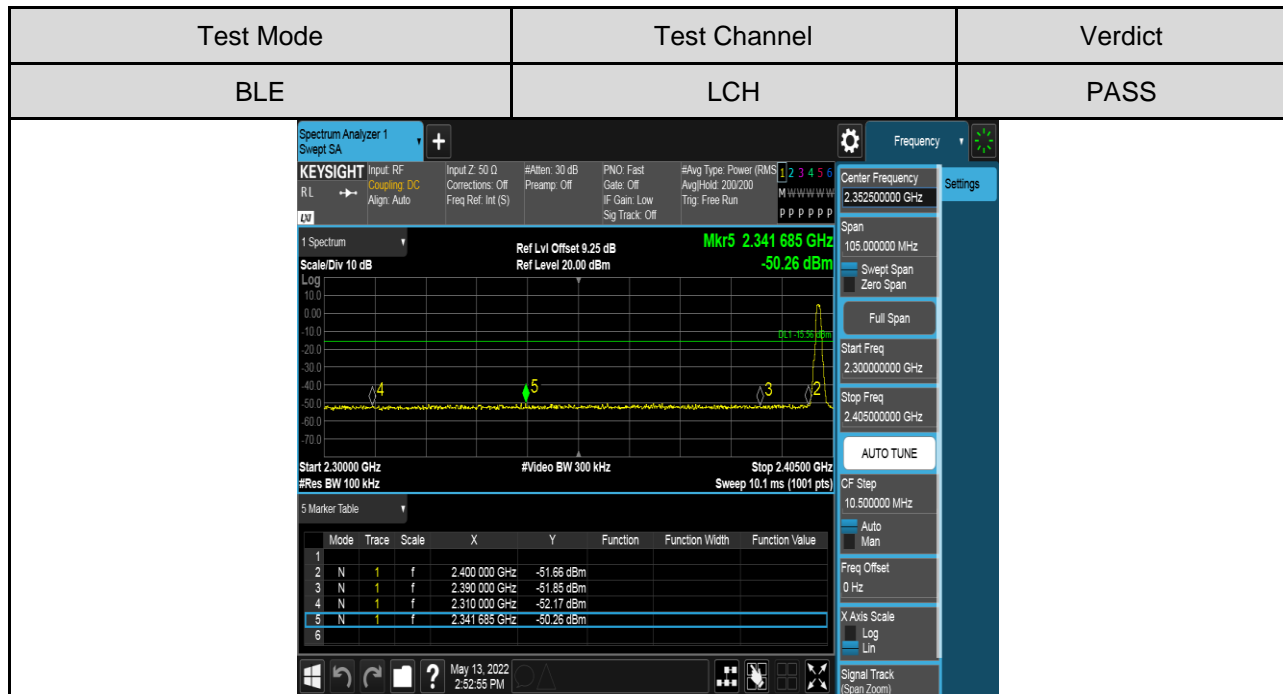 Test Mode Test Channel Verdict
BLE LCH PASS
Spectrum Analyzer 1
Swept SA
+
Frequency
KEYSIGHT Input: RF Input Z: 50 Ω #Atten: 30 dB PNO: Fast #Avg Type: Power (RMS 1 2 3 4 5 6
RL Coupling: DC Corrections: Off Preamp: Off Gate: Off Avg|Hold: 200/200 M W W W W W
Align: Auto Freq Ref: Int (S) IF Gain: Low Trig: Free Run
LXI Sig Track: Off P P P P P P
1 Spectrum
Ref Lvl Offset 9.25 dB Mkr5 2.341 685 GHz
Scale/Div 10 dB Ref Level 20.00 dBm -50.26 dBm
Log
10.0
0.00
-10.0
DL1 -15.56 dBm
-20.0
-30.0
-40.0
4 5 3 2
-50.0
-60.0
-70.0
Start 2.30000 GHz #Video BW 300 kHz Stop 2.40500 GHz
#Res BW 100 kHz Sweep 10.1 ms (1001 pts)
5 Marker Table
Mode Trace Scale X Y Function Function Width Function Value
1
2 N 1 f 2.400 000 GHz -51.66 dBm
3 N 1 f 2.390 000 GHz -51.85 dBm
4 N 1 f 2.310 000 GHz -52.17 dBm
5 N 1 f 2.341 685 GHz -50.26 dBm
6
?
May 13, 2022
2:52:55 PM
Center Frequency
2.352500000 GHz
Settings
Span
105.000000 MHz
Swept Span
Zero Span
Full Span
Start Freq
2.300000000 GHz
Stop Freq
2.405000000 GHz
AUTO TUNE
CF Step
10.500000 MHz
Auto
Man
Freq Offset
0 Hz
X Axis Scale
Log
Lin
Signal Track
(Span Zoom)